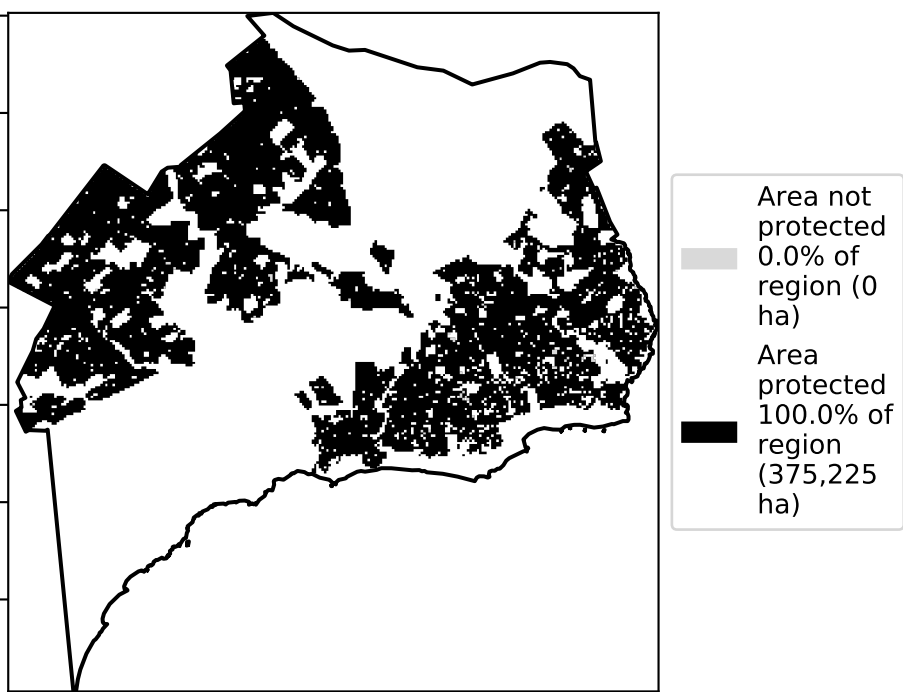 Area not
protected
0.0% of
region (0
ha)
Area
protected
100.0% of
region
(375,225
ha)